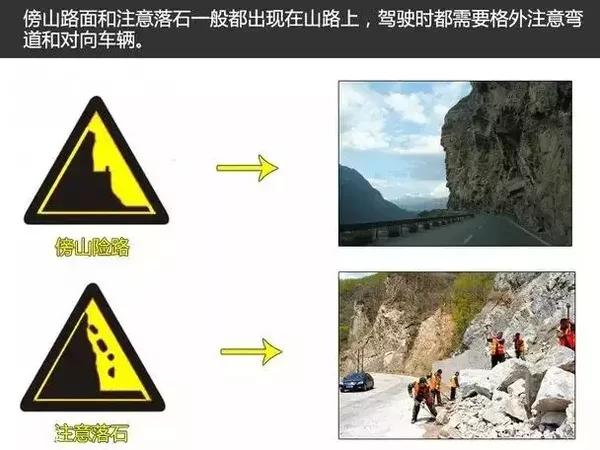 傍山路面和注意落石一般都出现在山路上，驾驶时都需要格外注意弯
道和对向车辆。
傍山险路
注意落石